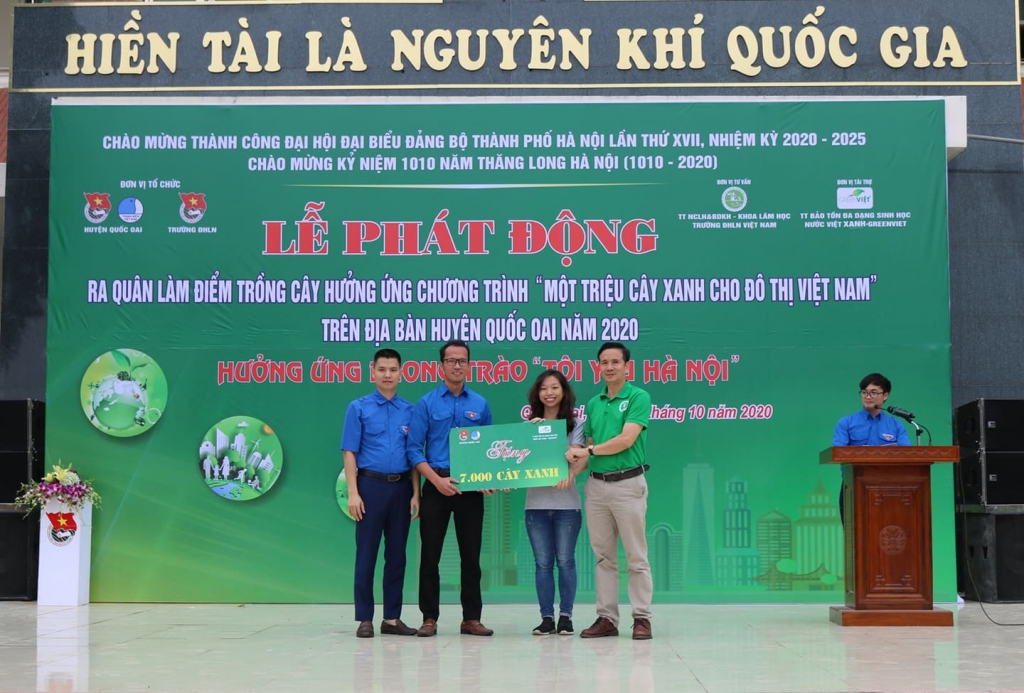 HIỀN TÀI LÀ NGUYÊN KHÍ QUỐC GIA
CHÀO MỪNG THÀNH CÔNG ĐẠI HỘI ĐẠI BIỂU ĐẢNG BỘ THÀNH PHỐ HÀ NỘI LẦN THỨ XVII, NHIỆM KỲ 2020 - 2025
CHÀO MỪNG KỶ NIỆM 1010 NĂM THĂNG LONG HÀ NỘI (1010 - 2020)
ĐƠN VỊ TỔ CHỨC
HUYỆN QUỐC OAI
TRƯỜNG ĐHLN
ĐƠN VỊ TƯ VẤN
TT NCLN&BĐKH - KHOA LÂM HỌC
TRƯỜNG ĐHLN VIỆT NAM
ĐƠN VỊ TÀI TRỢ
GREENVIET
TT BẢO TỒN ĐA DẠNG SINH HỌC
NƯỚC VIỆT XANH-GREENVIET
LỄ PHÁT ĐỘNG
RA QUÂN LÀM ĐIỂM TRỒNG CÂY HƯỞNG ỨNG CHƯƠNG TRÌNH "MỘT TRIỆU CÂY XANH CHO ĐÔ THỊ VIỆT NAM"
TRÊN ĐỊA BÀN HUYỆN QUỐC OAI NĂM 2020
HƯỞNG ỨNG TRÀO "TÔI HÀ NỘI"
tháng 10 năm 2020
Tặng
7.000 CÂY XANH